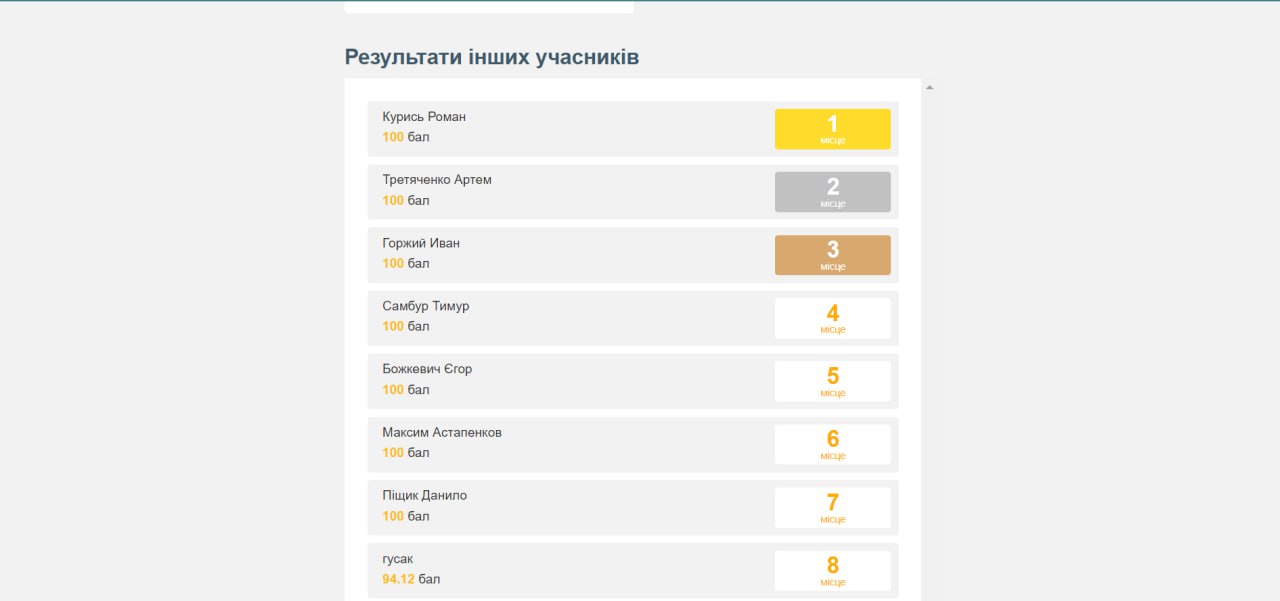 Результати інших учасників
Курись Роман
100 бал
1
місце
Третяченко Артем
100 бал
2
місце
Горжий Иван
100 бал
3
місце
Самбур Тимур
100 бал
4
місце
Божкевич Єгор
100 бал
5
місце
Максим Астапенков
100 бал
6
місце
Піщик Данило
100 бал
7
місце
гусак
94.12 бал
8
місце